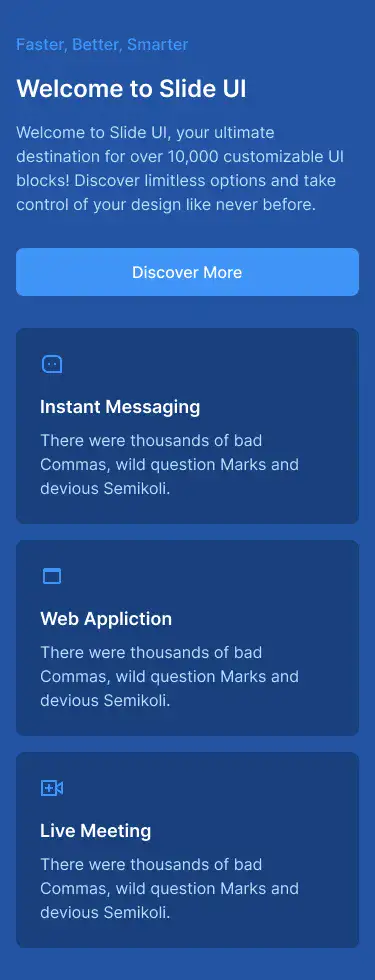 Faster, Better, Smarter
Welcome to Slide UI
Welcome to Slide UI, your ultimate
destination for over 10,000 customizable UI
blocks! Discover limitless options and take
control of your design like never before.
Discover More
Instant Messaging
There were thousands of bad
Commas, wild question Marks and
devious Semikoli.
Web Appliction
There were thousands of bad
Commas, wild question Marks and
devious Semikoli.
Live Meeting
There were thousands of bad
Commas, wild question Marks and
devious Semikoli.